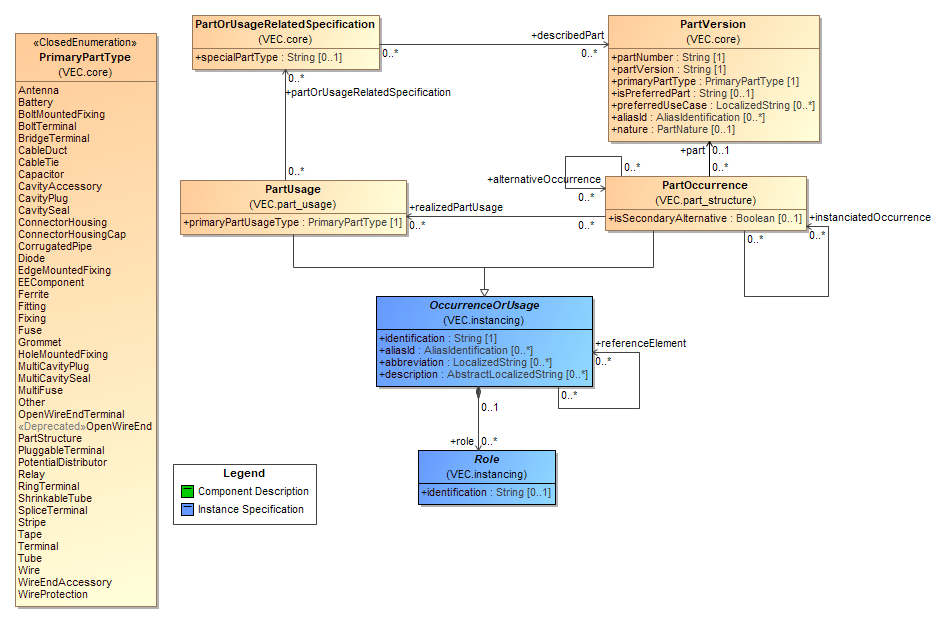 «ClosedEnumeration»
PrimaryPartType
(VEC.core)
Antenna
Battery
BoltMountedFixing
BoltTerminal
BridgeTerminal
CableDuct
CableTie
Capacitor
CavityAccessory
CavityPlug
CavitySeal
ConnectorHousing
ConnectorHousingCap
CorrugatedPipe
Diode
EdgeMountedFixing
EEComponent
Ferrite
Fitting
Fixing
Fuse
Grommet
HoleMountedFixing
MultiCavityPlug
MultiCavitySeal
MultiFuse
Other
OpenWireEndTerminal
«Deprecated»OpenWireEnd
PartStructure
PluggableTerminal
PotentialDistributor
Relay
RingTerminal
ShrinkableTube
SpliceTerminal
Stripe
Tape
Terminal
Tube
Wire
WireEndAccessory
WireProtection
PartOrUsageRelatedSpecification
(VEC.core)
+specialPartType : String [0..1]
+describedPart
0..*
0..*
PartVersion
(VEC.core)
+partNumber : String [1]
+partVersion : String [1]
+primaryPartType : PrimaryPartType [1]
+isPreferredPart : String [0..1]
+preferredUseCase : LocalizedString [0..*]
+aliasId : AliasIdentification [0..*]
+nature : PartNature [0..1]
0..*
+partOrUsageRelatedSpecification
0..*
+part
0..1
0..*
+alternativeOccurrence
0..*
0..*
PartUsage
(VEC.part_usage)
+primaryPartUsageType : PrimaryPartType [1]
+realizedPartUsage
0..*
0..*
PartOccurrence
(VEC.part_structure)
+isSecondaryAlternative : Boolean [0..1]
+instanciatedOccurrence
0..*
0..*
OccurrenceOrUsage
(VEC.instancing)
+identification : String [1]
+aliasId : AliasIdentification [0..*]
+abbreviation : LocalizedString [0..*]
+description : AbstractLocalizedString [0..*]
+referenceElement
0..*
0..*
0..1
+role
0..*
Role
(VEC.instancing)
+identification : String [0..1]
Legend
Component Description
Instance Specification